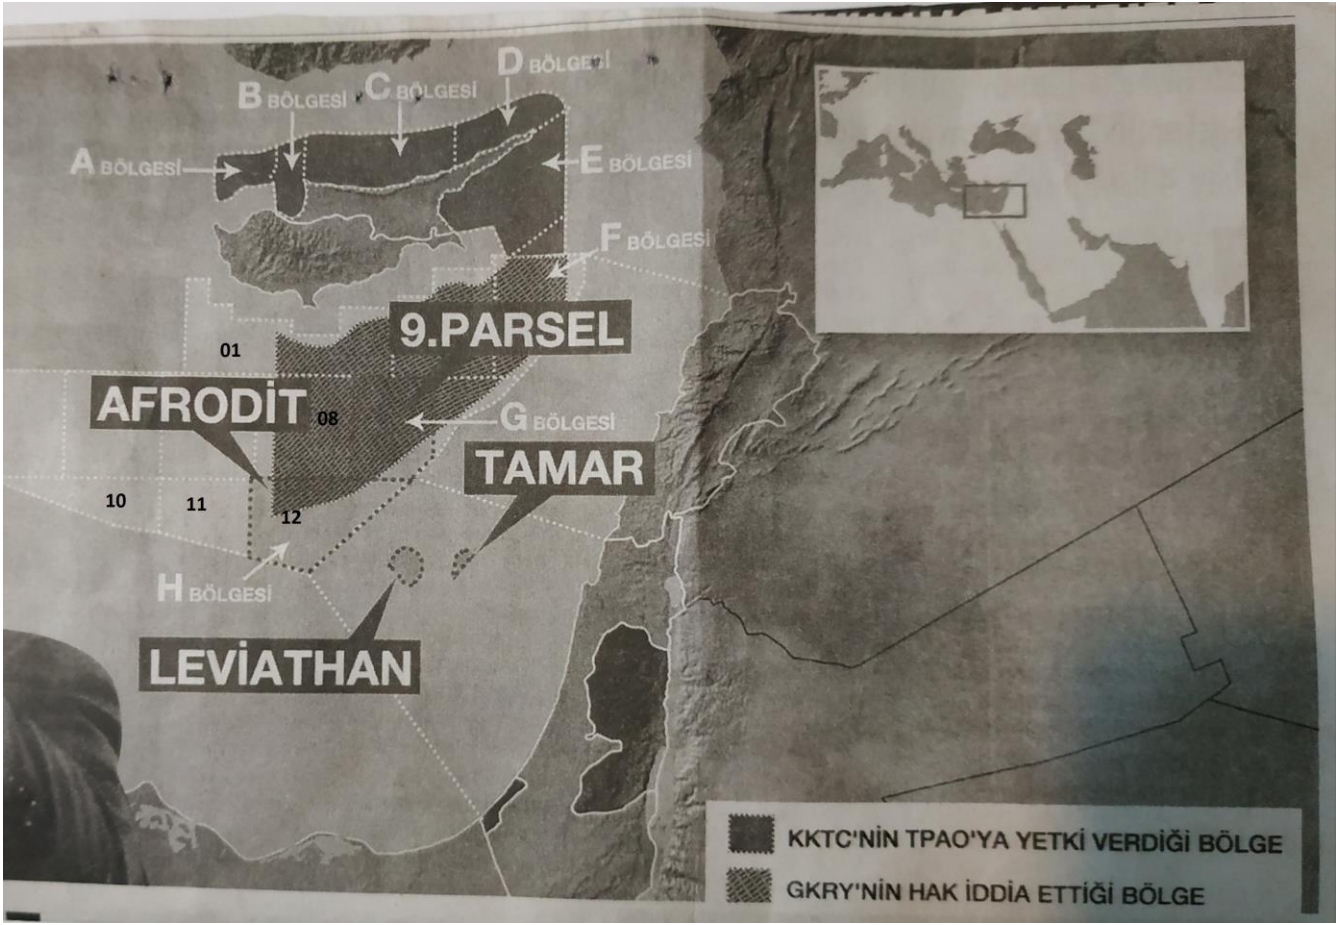 D BÖLGESİ
B BÖLGESİ
C BÖLGESİ
A BÖLGESİ
E BÖLGESİ
F BÖLGESİ
9.PARSEL
01
AFRODİT
08
G BÖLGESİ
TAMAR
10
11
12
H BÖLGESİ
LEVİATHAN
KKTC'NİN TPAO'YA YETKİ VERDİĞİ BÖLGE
GKRY'NİN HAK İDDİA ETTİĞİ BÖLGE